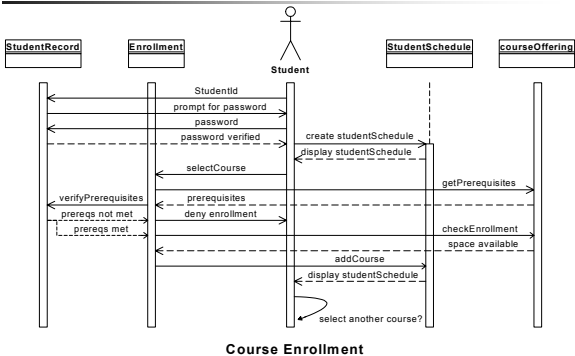 StudentRecord
Enrollment
Student
StudentSchedule
courseOffering
StudentId
prompt for password
password
password verified
create studentSchedule
display studentSchedule
selectCourse
getPrerequisites
verifyPrerequisites
prerequisites
prereqs not met
deny enrollment
prereqs met
checkEnrollment
space available
addCourse
display studentSchedule
select another course?
Course Enrollment